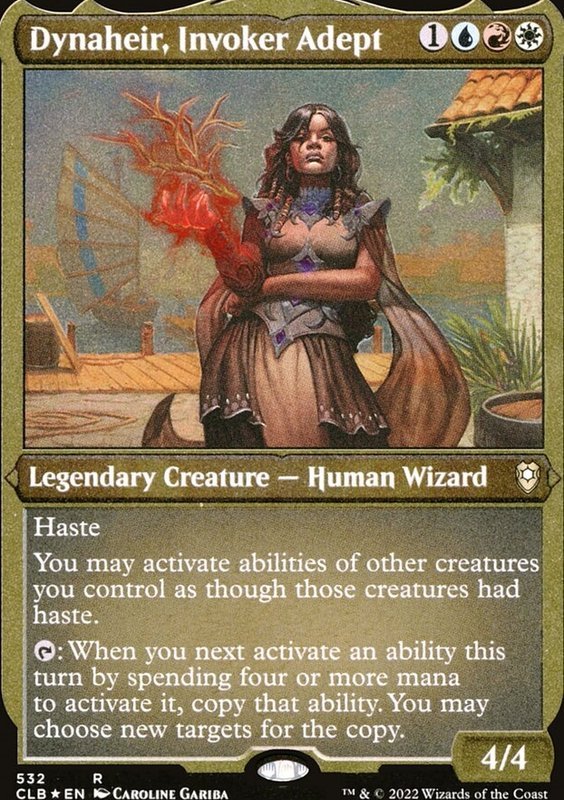 Dynaheir, Invoker Adept 1
Legendary Creature — Human Wizard
Haste
You may activate abilities of other creatures
you control as though those creatures had
haste.
: When you next activate an ability this
turn by spending four or more mana
to activate it, copy that ability. You may
choose new targets for the copy.
4/4
532 R
CLB ★ EN CAROLINE GARIBA
™ & © 2022 Wizards of the Coast